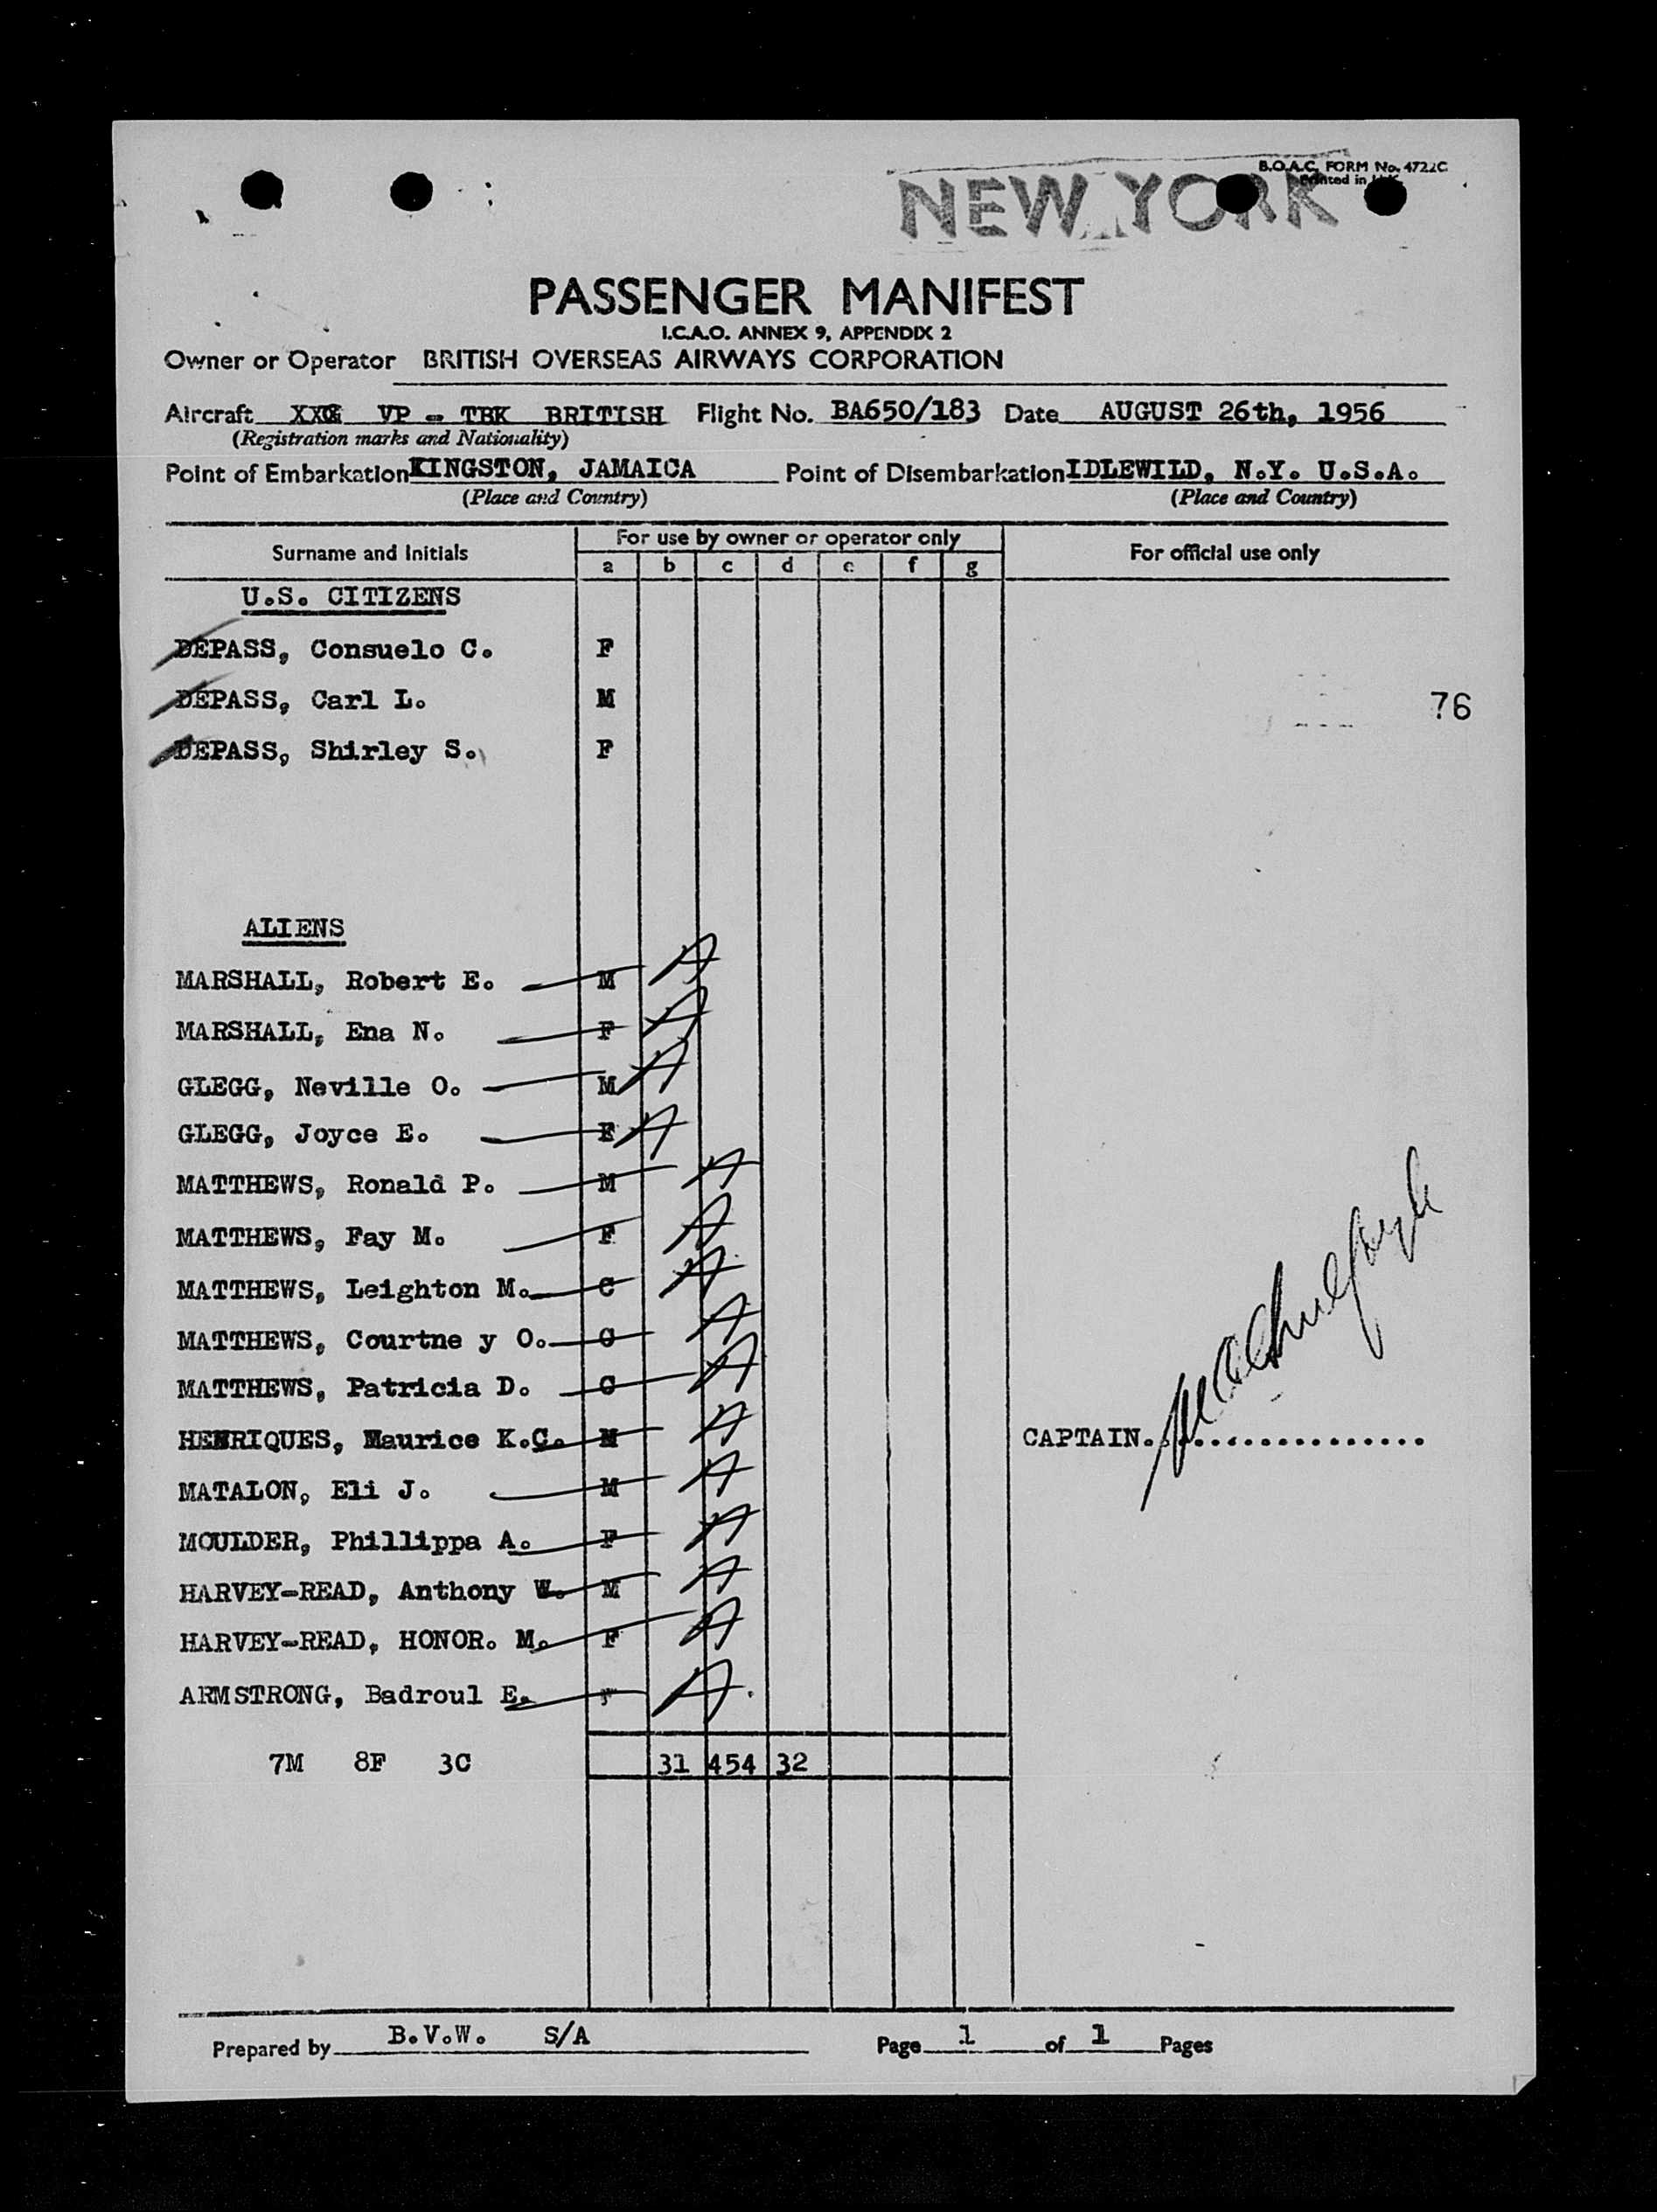 B.O.A.C. FORM No. 4722C
Printed in
NEW YORK
PASSENGER MANIFEST
I.C.A.O. ANNEX 9, APPENDIX 2
Owner or Operator BRITISH OVERSEAS AIRWAYS CORPORATION
Aircraft VP - TBK BRITISH Flight No. BA650/183 Date AUGUST 26th, 1956
(Registration marks and Nationality)
Point of Embarkation KINGSTON, JAMAICA Point of Disembarkation IDLEWILD, N.Y. U.S.A.
(Place and Country) (Place and Country)
Surname and Initials For use by owner or operator only For official use only
a b c d e f g
U.S. CITIZENS
DEPASS, Consuelo C. F
DEPASS, Carl L. M
76
DEPASS, Shirley S. F
ALIENS
MARSHALL, Robert E. M A
MARSHALL, Ena N. F A
GLEGG, Neville O. M A
GLEGG, Joyce E. F A
MATTHEWS, Ronald P. M A
MATTHEWS, Fay M. F A
MATTHEWS, Leighton M. C A
MATTHEWS, Courtne y O. C A
MATTHEWS, Patricia D. C A
HENRIQUES, Maurice K.C. M A
CAPTAIN................
MATALON, Eli J. M A
MOULDER, Phillippa A. F A
HARVEY-READ, Anthony W. M A
HARVEY-READ, HONOR. M. F A
ARMSTRONG, Badroul E. F A
7M 8F 3C 31 454 32
Prepared by B.V.W. S/A Page 1 of 1 Pages